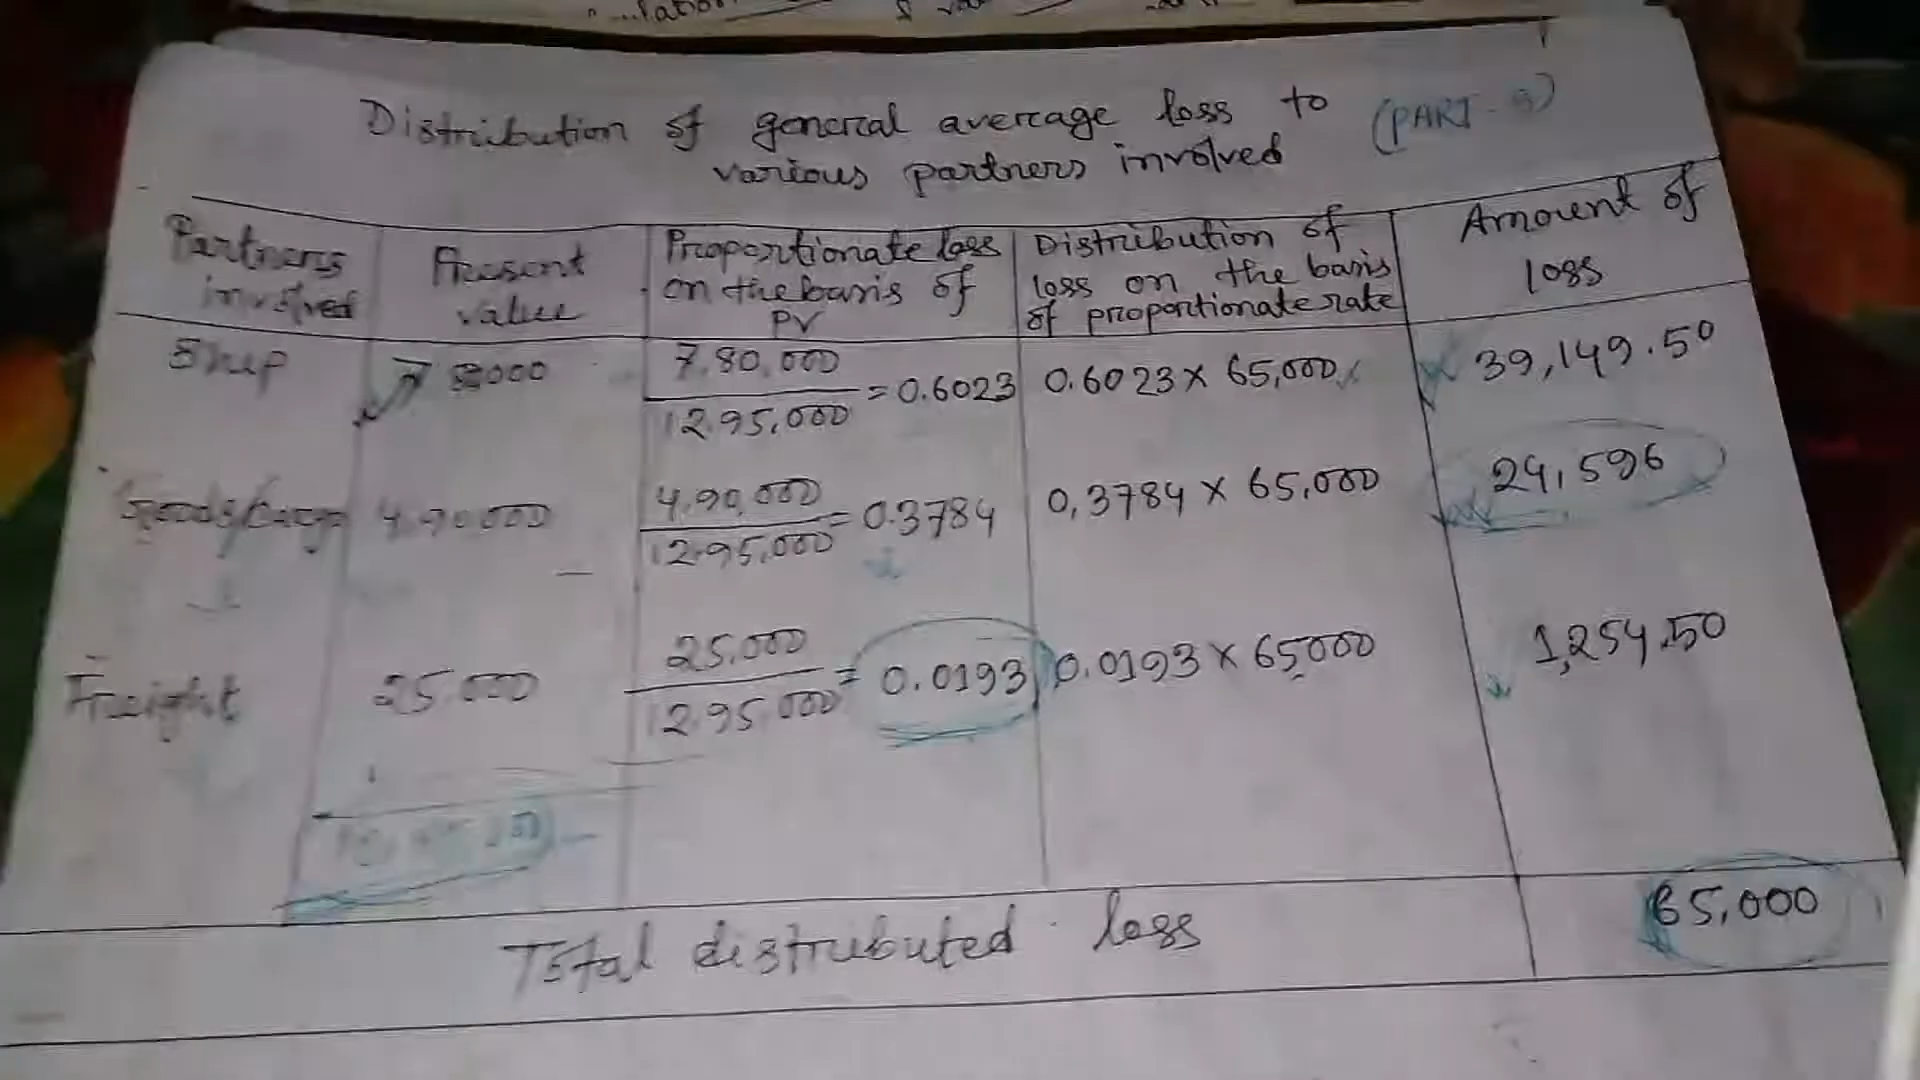 Distribution of general average loss to (PART-
various partners involved
Partners involved
Present value
Proportionate loss on the basis of PV
Distribution of loss on the basis of proportionate rate
Amount of loss
Ship
7,80,000 / 12,95,000 = 0.6023
0.6023 × 65,000
39,149.50
Goods/Cargo
4,90,000
4,90,000 / 12,95,000 = 0.3784
0.3784 × 65,000
24,596
Freight
25,000
25,000 / 12,95,000 = 0.0193
0.0193 × 65000
1,254.50
Total distributed loss
65,000